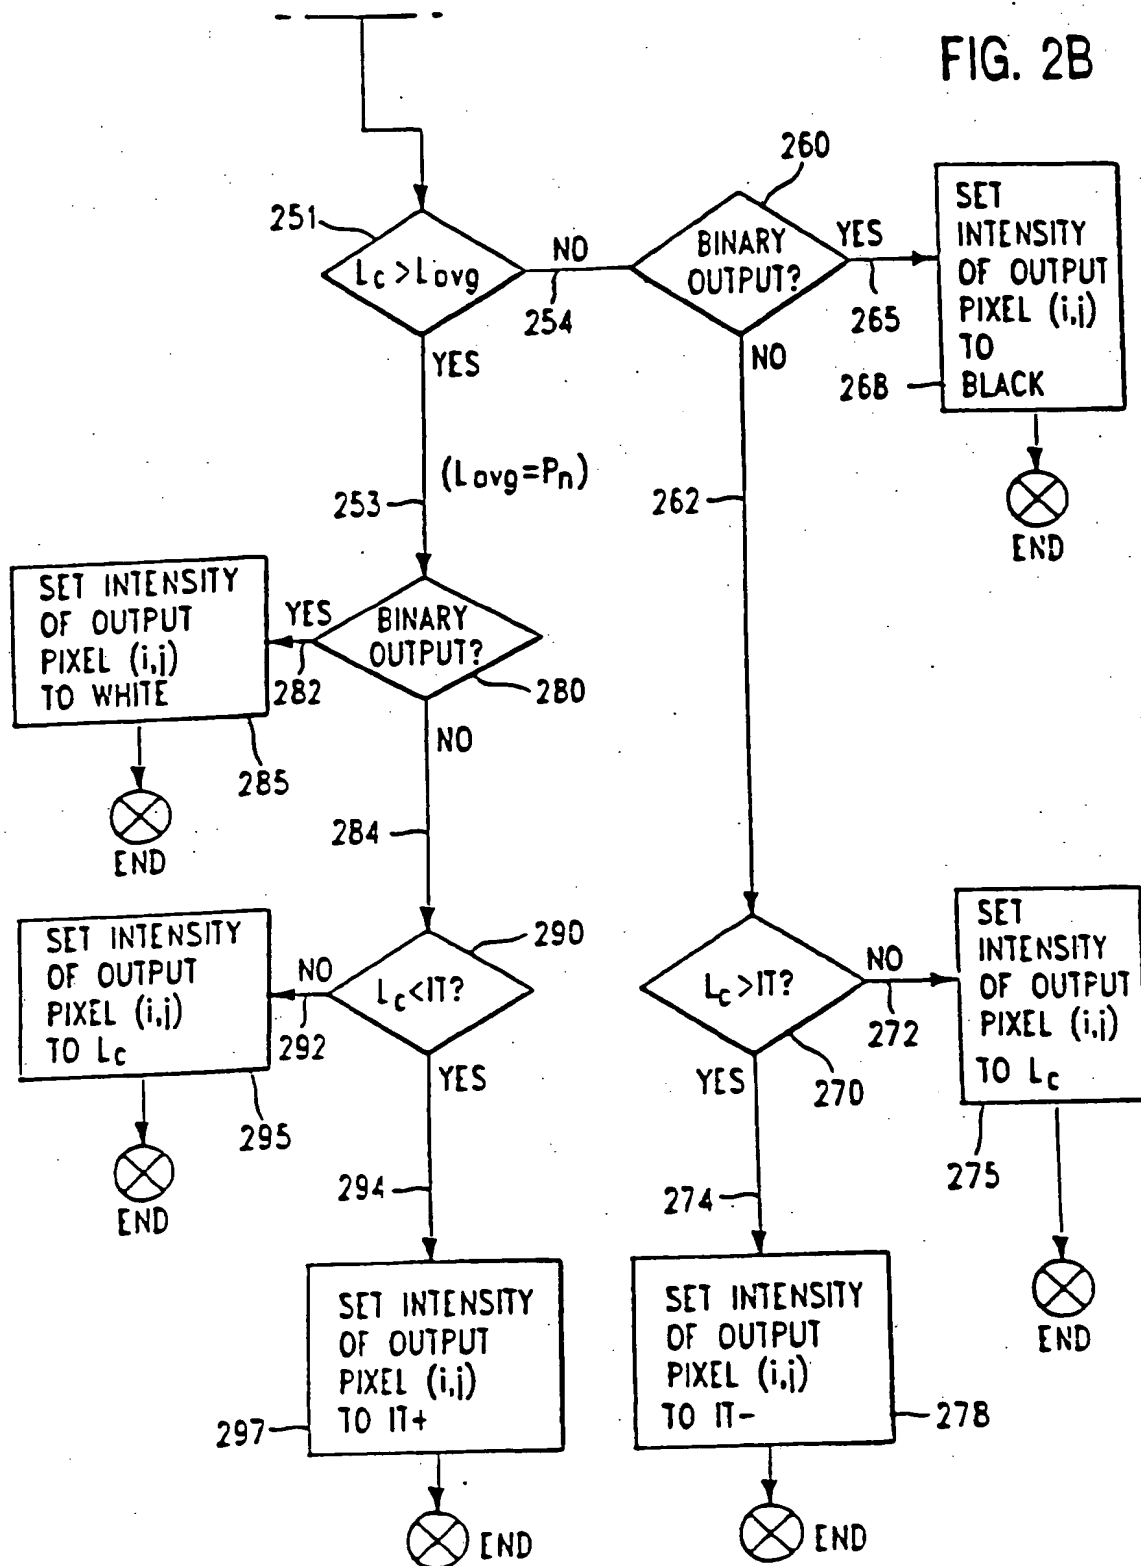 FIG. 2B
260
251
Lc>Lavg
NO
254
BINARY
OUTPUT?
YES
265
SET
INTENSITY
OF OUTPUT
PIXEL (i,j)
TO
BLACK
268
END
YES
NO
(Lavg=Pn)
253
262
SET INTENSITY
OF OUTPUT
PIXEL (i,j)
TO WHITE
285
END
YES
282
BINARY
OUTPUT?
280
NO
284
SET INTENSITY
OF OUTPUT
PIXEL (i,j)
TO Lc
295
END
NO
292
Lc<IT?
290
YES
294
Lc>IT?
270
NO
272
SET
INTENSITY
OF OUTPUT
PIXEL (i,j)
TO Lc
275
END
YES
274
SET INTENSITY
OF OUTPUT
PIXEL (i,j)
TO IT+
297
END
SET INTENSITY
OF OUTPUT
PIXEL (i,j)
TO IT-
278
END